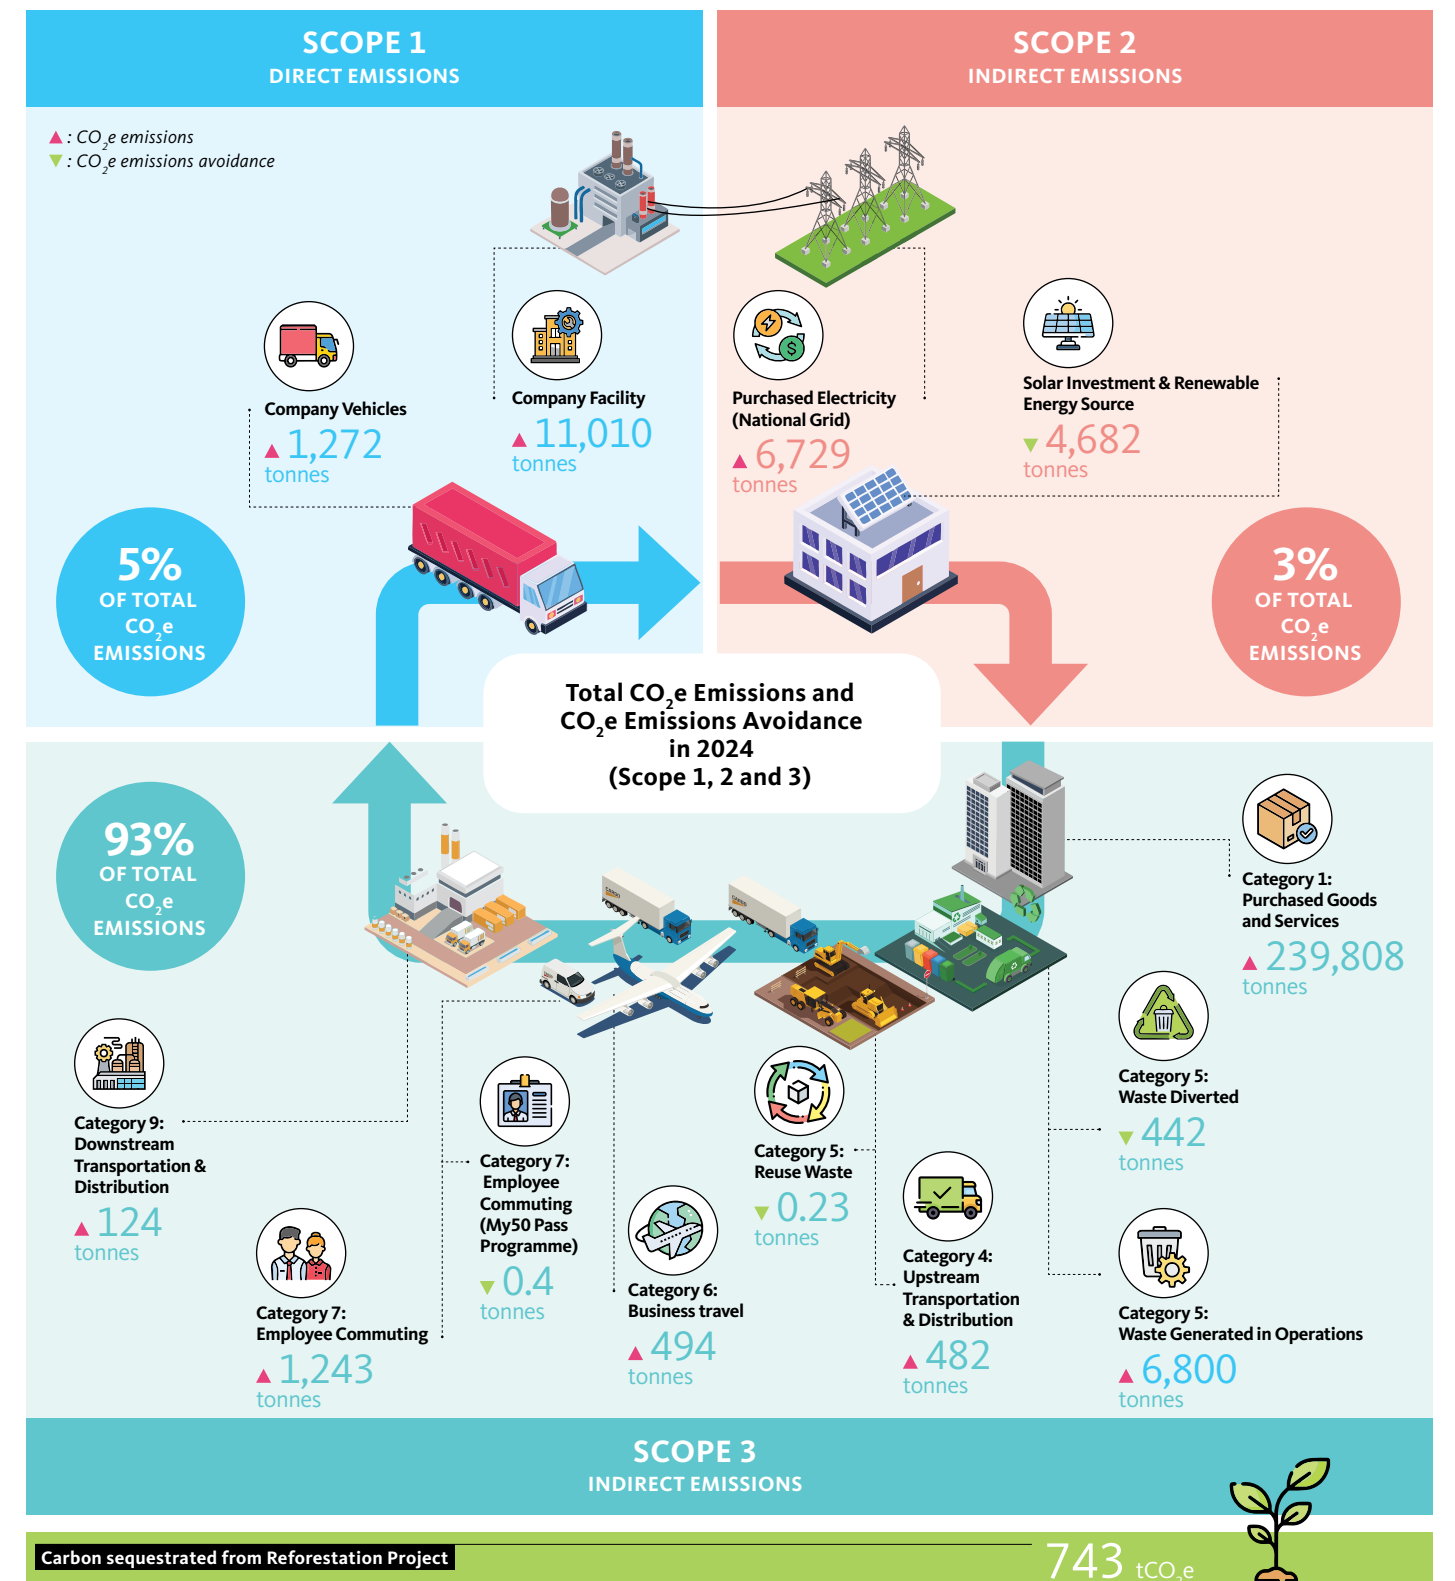 SCOPE 1
DIRECT EMISSIONS
SCOPE 2
INDIRECT EMISSIONS
▲ : CO₂e emissions
▼ : CO₂e emissions avoidance
Company Vehicles
▲ 1,272
tonnes
Company Facility
▲ 11,010
tonnes
Purchased Electricity
(National Grid)
▲ 6,729
tonnes
Solar Investment & Renewable
Energy Source
▼ 4,682
tonnes
5%
OF TOTAL
CO₂e
EMISSIONS
3%
OF TOTAL
CO₂e
EMISSIONS
Total CO₂e Emissions and
CO₂e Emissions Avoidance
in 2024
(Scope 1, 2 and 3)
93%
OF TOTAL
CO₂e
EMISSIONS
Category 1:
Purchased Goods
and Services
▲ 239,808
tonnes
Category 5:
Waste Diverted
▼ 442
tonnes
Category 9:
Downstream
Transportation &
Distribution
▲ 124
tonnes
Category 7:
Employee Commuting
▲ 1,243
tonnes
Category 7:
Employee
Commuting
(My50 Pass
Programme)
▼ 0.4
tonnes
Category 6:
Business travel
▲ 494
tonnes
Category 5:
Reuse Waste
▼ 0.23
tonnes
Category 4:
Upstream
Transportation
& Distribution
▲ 482
tonnes
Category 5:
Waste Generated in Operations
▲ 6,800
tonnes
SCOPE 3
INDIRECT EMISSIONS
Carbon sequestrated from Reforestation Project
743 tCO₂e